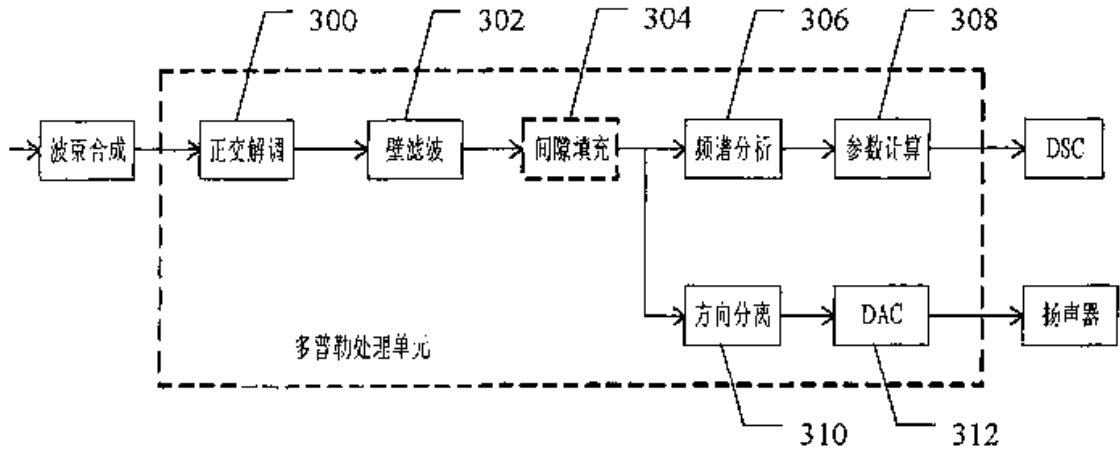 300
302
304
306
308
波束合成
正交解调
壁滤波
间隙填充
频谱分析
参数计算
DSC
方向分离
DAC
扬声器
多普勒处理单元
310
312